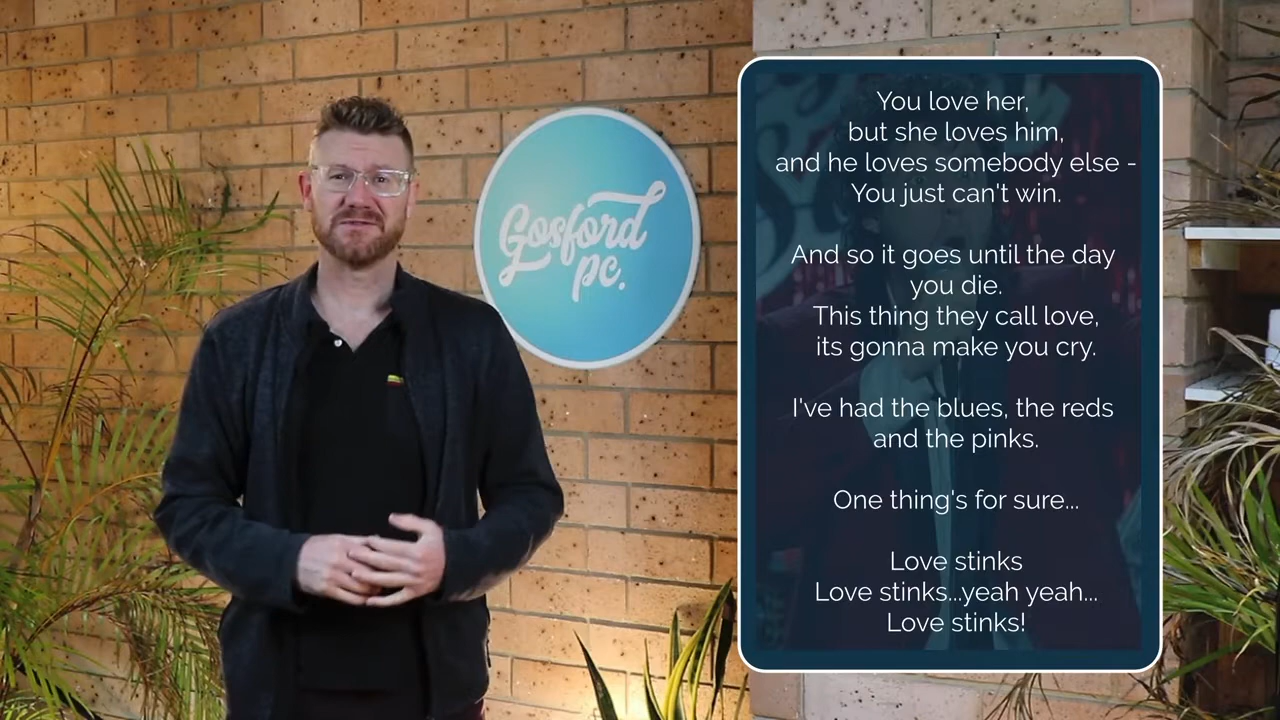 Gosford
pc.
You love her,
but she loves him,
and he loves somebody else -
You just can't win.
And so it goes until the day
you die.
This thing they call love,
its gonna make you cry.
I've had the blues, the reds
and the pinks.
One thing's for sure...
Love stinks
Love stinks...yeah yeah...
Love stinks!